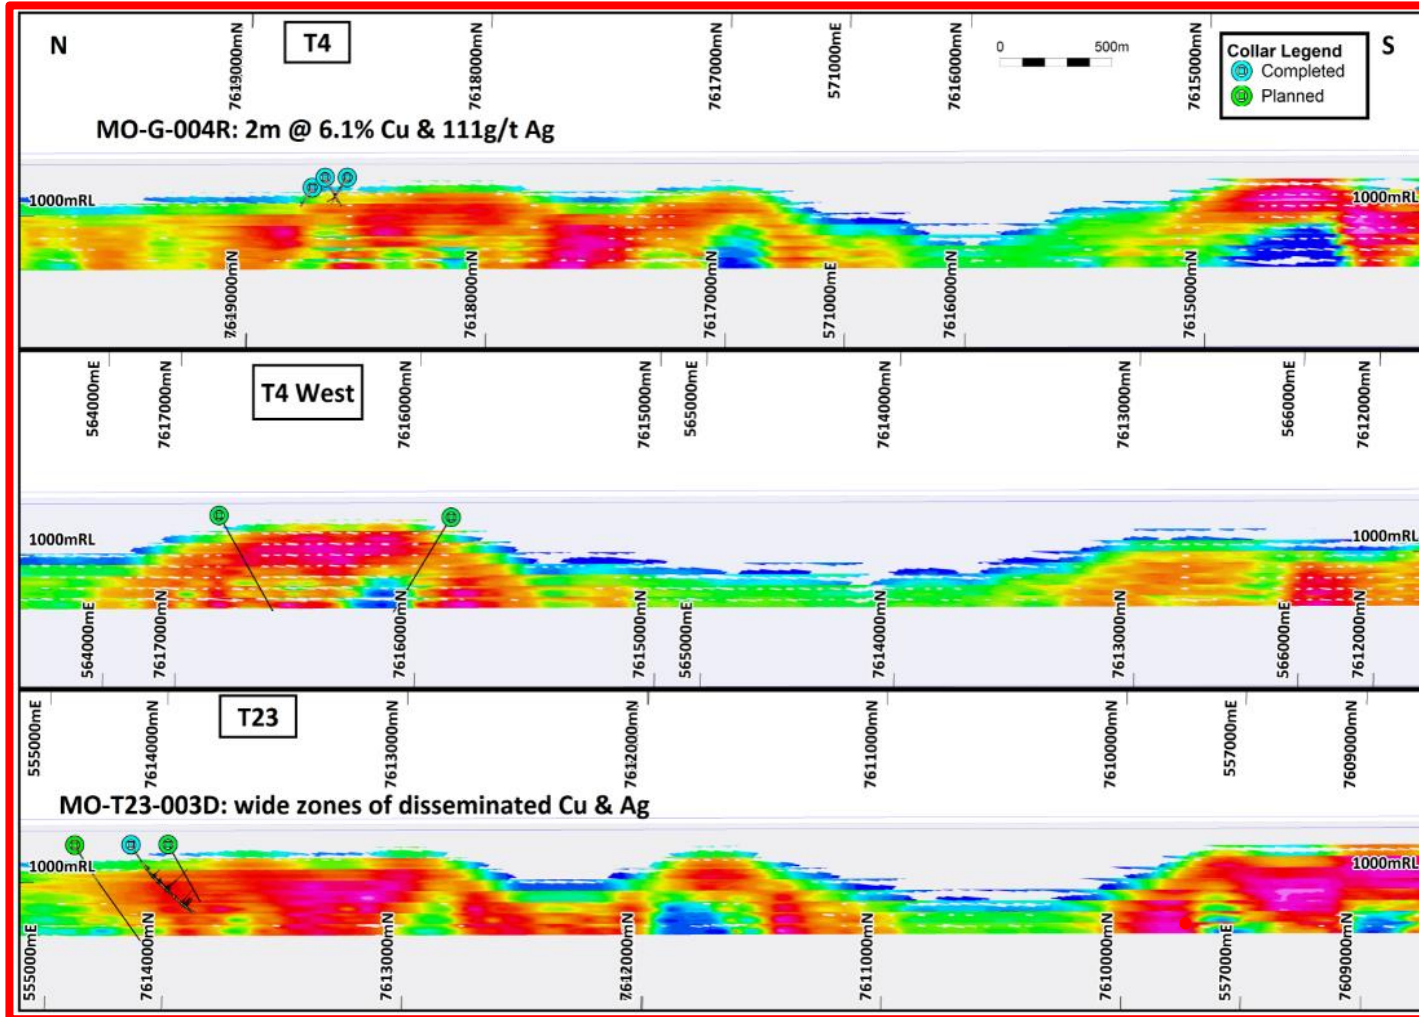 N
T4
7619000mN
7618000mN
7617000mN
571000mE
7616000mN
7615000mN
0 500m
S
Collar Legend
Completed
Planned
MO-G-004R: 2m @ 6.1% Cu & 111g/t Ag
1000mRL
1000mRL
7619000mN
7618000mN
7617000mN
571000mE
7616000mN
7615000mN
564000mE
7617000mN
T4 West
7616000mN
7615000mN
565000mE
7614000mN
7613000mN
566000mE
7612000mN
1000mRL
1000mRL
564000mE
7617000mN
7616000mN
7615000mN
565000mE
7614000mN
7613000mN
566000mE
7612000mN
555000mE
7614000mN
T23
7613000mN
7612000mN
7611000mN
7610000mN
557000mE
7609000mN
MO-T23-003D: wide zones of disseminated Cu & Ag
1000mRL
1000mRL
555000mE
7614000mN
7613000mN
7612000mN
7611000mN
7610000mN
557000mE
7609000mN